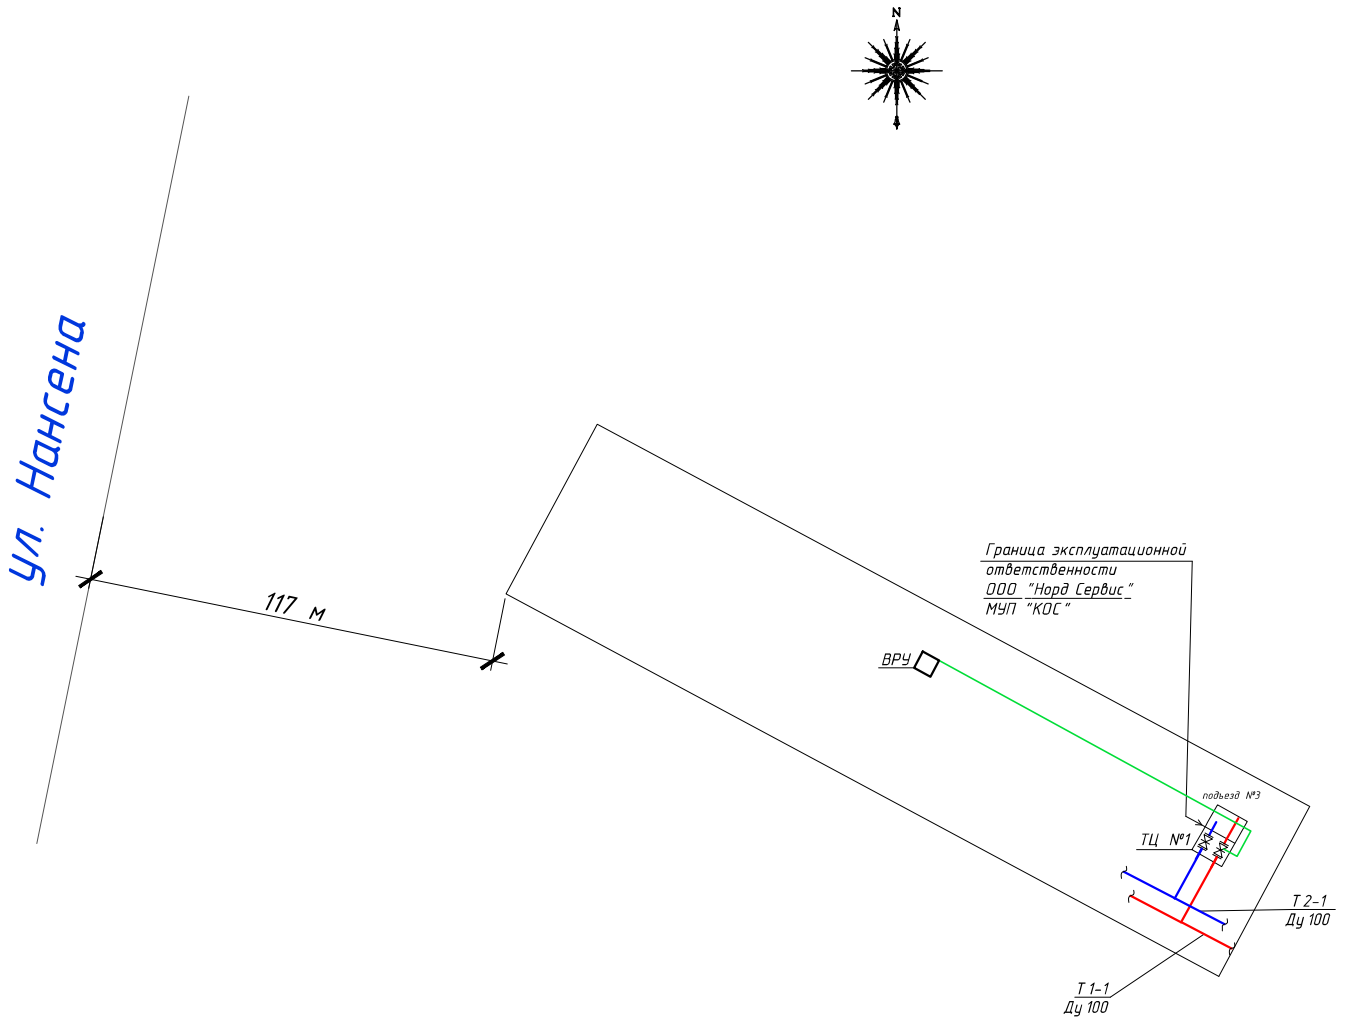 N
ул. Нансена
117 м
Граница эксплуатационной
ответственности
ООО "Норд Сервис"
МУП "КОС"
ВРУ
подъезд №3
ТЦ №1
Т 2-1
Ду 100
Т 1-1
Ду 100